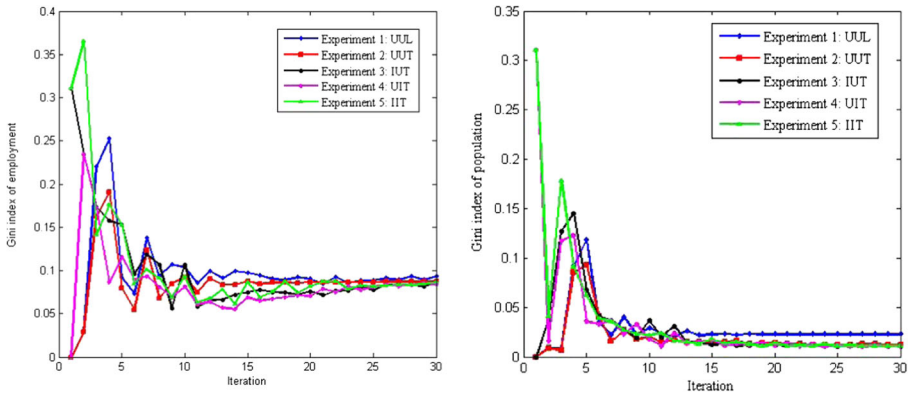 0.4
0.35
0.3
0.25
0.2
0.15
0.1
0.05
0
Gini index of employment
0 5 10 15 20 25 30
Iteration
Experiment 1: UUL
Experiment 2: UUT
Experiment 3: IUT
Experiment 4: UIT
Experiment 5: IIT
0.35
0.3
0.25
0.2
0.15
0.1
0.05
0
Gini index of population
0 5 10 15 20 25 30
Iteration
Experiment 1: UUL
Experiment 2: UUT
Experiment 3: IUT
Experiment 4: UIT
Experiment 5: IIT